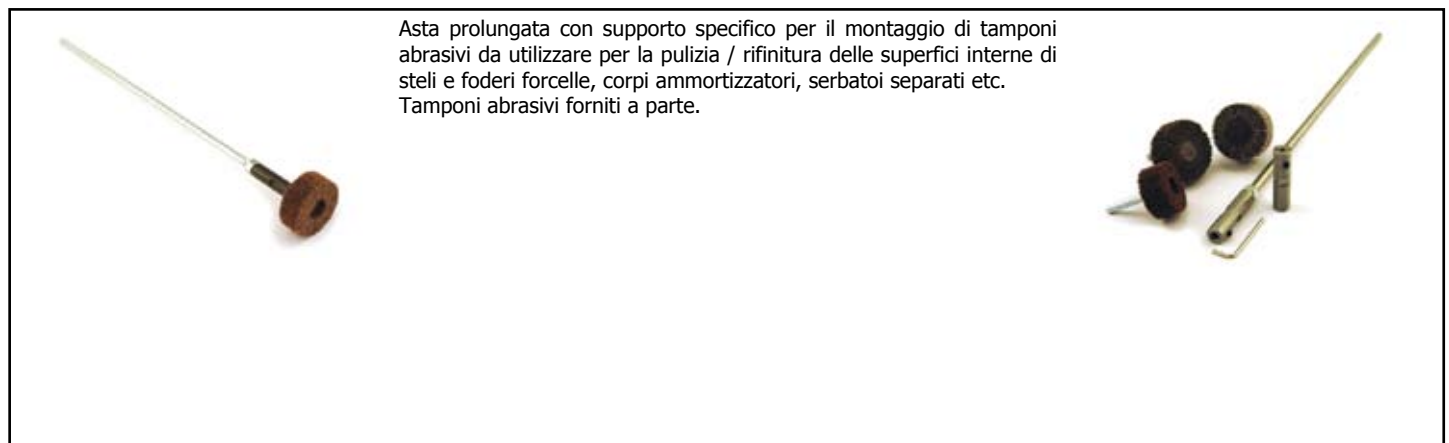 Asta prolungata con supporto specifico per il montaggio di tamponi
abrasivi da utilizzare per la pulizia / rifinitura delle superfici interne di
steli e foderi forcelle, corpi ammortizzatori, serbatoi separati etc.
Tamponi abrasivi forniti a parte.